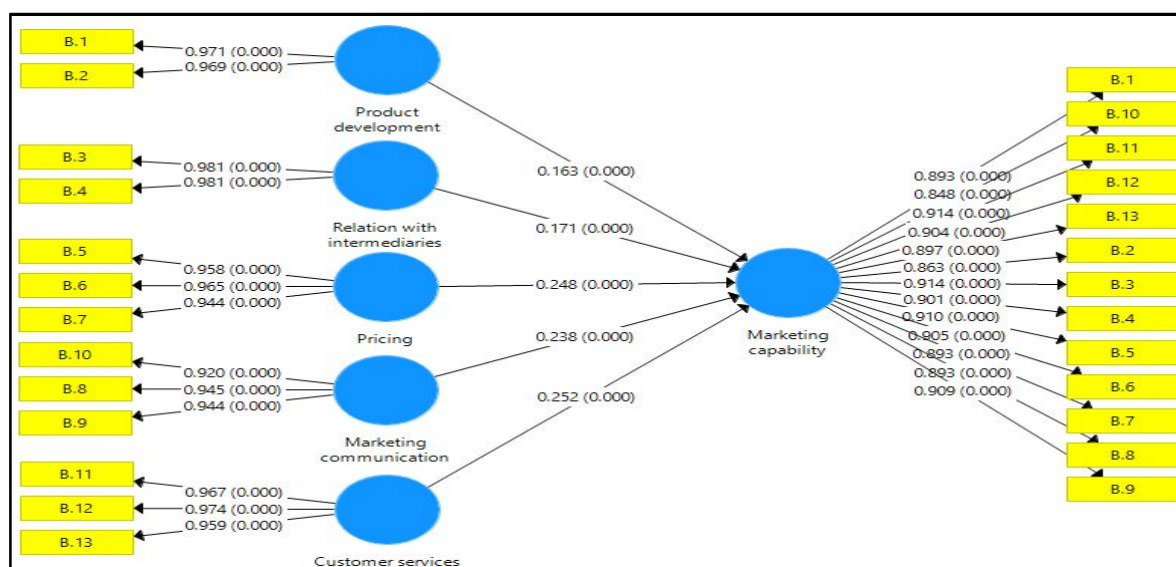 B.1
0.971 (0.000)
B.2
0.969 (0.000)
Product
development
B.3
0.981 (0.000)
B.4
0.981 (0.000)
Relation with
intermediaries
B.5
0.958 (0.000)
B.6
0.965 (0.000)
B.7
0.944 (0.000)
Pricing
B.10
0.920 (0.000)
B.8
0.945 (0.000)
B.9
0.944 (0.000)
Marketing
communication
B.11
0.967 (0.000)
B.12
0.974 (0.000)
B.13
0.959 (0.000)
Customer services
0.163 (0.000)
0.171 (0.000)
0.248 (0.000)
0.238 (0.000)
0.252 (0.000)
Marketing
capability
0.893 (0.000)
0.848 (0.000)
0.914 (0.000)
0.904 (0.000)
0.897 (0.000)
0.863 (0.000)
0.914 (0.000)
0.901 (0.000)
0.910 (0.000)
0.905 (0.000)
0.893 (0.000)
0.893 (0.000)
0.909 (0.000)
B.1
B.10
B.11
B.12
B.13
B.2
B.3
B.4
B.5
B.6
B.7
B.8
B.9